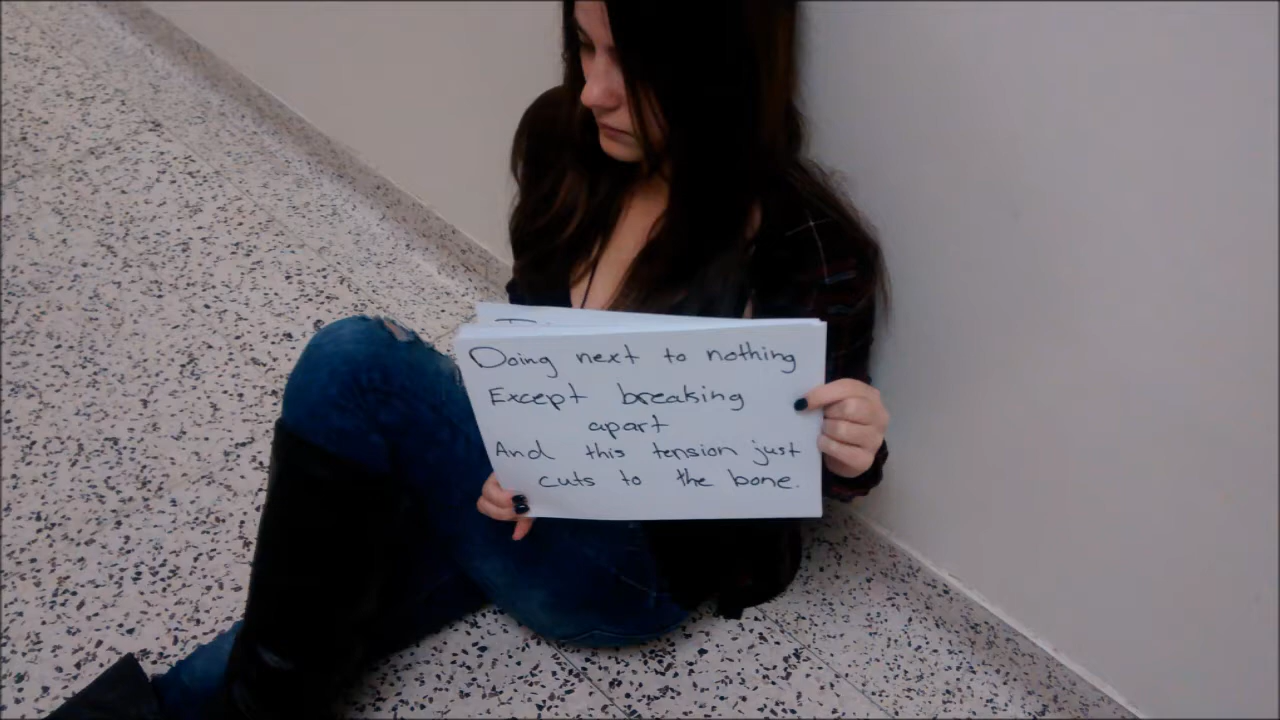 Doing next to nothing
Except breaking
apart
And this tension just
cuts to the bone.